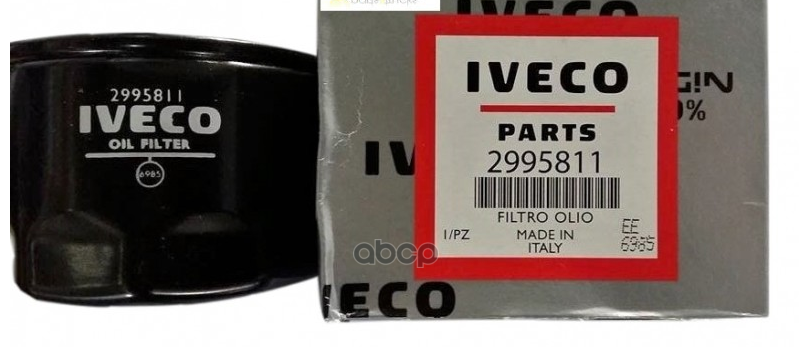 2995811
IVECO
OIL FILTER
6985
IVECO
PARTS
2995811
FILTRO OLIO
1/PZ
MADE IN
ITALY
EE
6985
0%
IV
IVECO
abcp